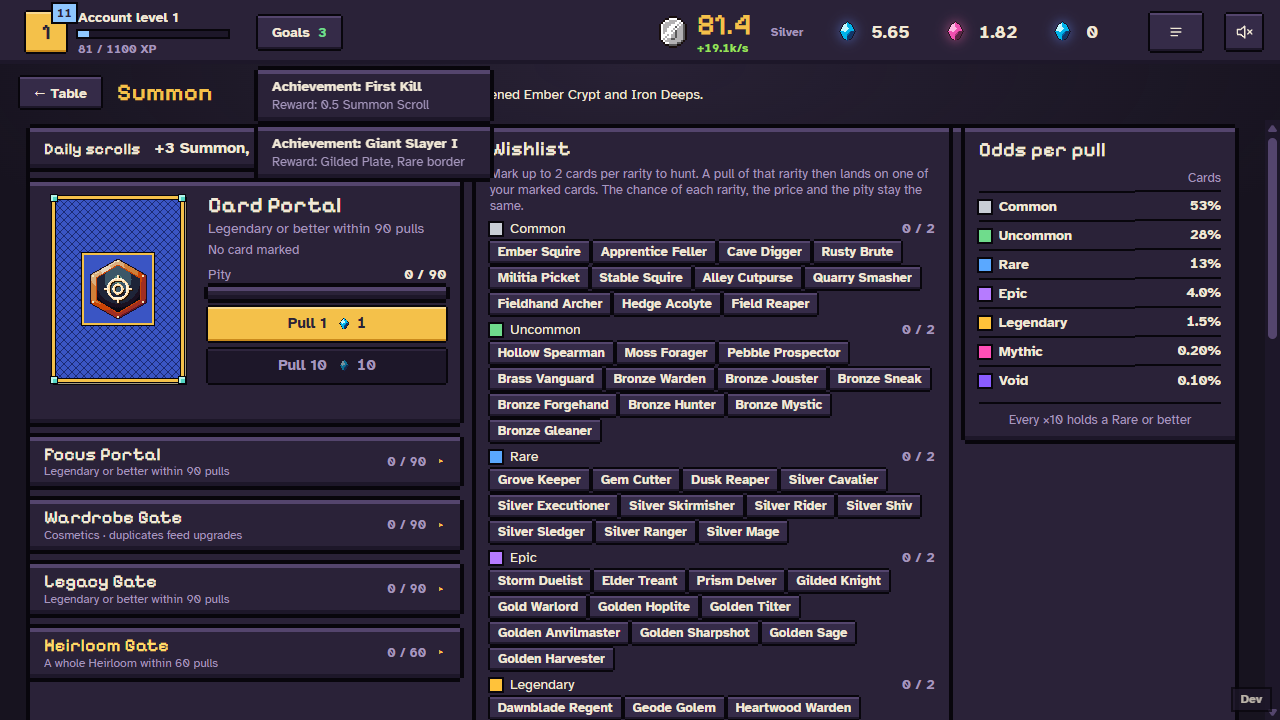 1
11
Account level 1
81 / 1100 XP
Goals 3
81.4
+19.1k/s
Silver
5.65
1.82
0
← Table
Summon
Achievement: First Kill
Reward: 0.5 Summon Scroll
Achievement: Giant Slayer I
Reward: Gilded Plate, Rare border
ened Ember Crypt and Iron Deeps.
Daily scrolls +3 Summon,
Card Portal
Legendary or better within 90 pulls
No card marked
Pity 0 / 90
Pull 1 1
Pull 10 10
Focus Portal
Legendary or better within 90 pulls
0 / 90
Wardrobe Gate
Cosmetics · duplicates feed upgrades
0 / 90
Legacy Gate
Legendary or better within 90 pulls
0 / 90
Heirloom Gate
A whole Heirloom within 60 pulls
0 / 60
Wishlist
Mark up to 2 cards per rarity to hunt. A pull of that rarity then lands on one of
your marked cards. The chance of each rarity, the price and the pity stay the
same.
Common 0 / 2
Ember Squire Apprentice Feller Cave Digger Rusty Brute
Militia Picket Stable Squire Alley Cutpurse Quarry Smasher
Fieldhand Archer Hedge Acolyte Field Reaper
Uncommon 0 / 2
Hollow Spearman Moss Forager Pebble Prospector
Brass Vanguard Bronze Warden Bronze Jouster Bronze Sneak
Bronze Forgehand Bronze Hunter Bronze Mystic
Bronze Gleaner
Rare 0 / 2
Grove Keeper Gem Cutter Dusk Reaper Silver Cavalier
Silver Executioner Silver Skirmisher Silver Rider Silver Shiv
Silver Sledger Silver Ranger Silver Mage
Epic 0 / 2
Storm Duelist Elder Treant Prism Delver Gilded Knight
Gold Warlord Golden Hoplite Golden Tilter
Golden Anvilmaster Golden Sharpshot Golden Sage
Golden Harvester
Legendary 0 / 2
Dawnblade Regent Geode Golem Heartwood Warden
Odds per pull
Cards
Common 53%
Uncommon 28%
Rare 13%
Epic 4.0%
Legendary 1.5%
Mythic 0.20%
Void 0.10%
Every ×10 holds a Rare or better
Dev